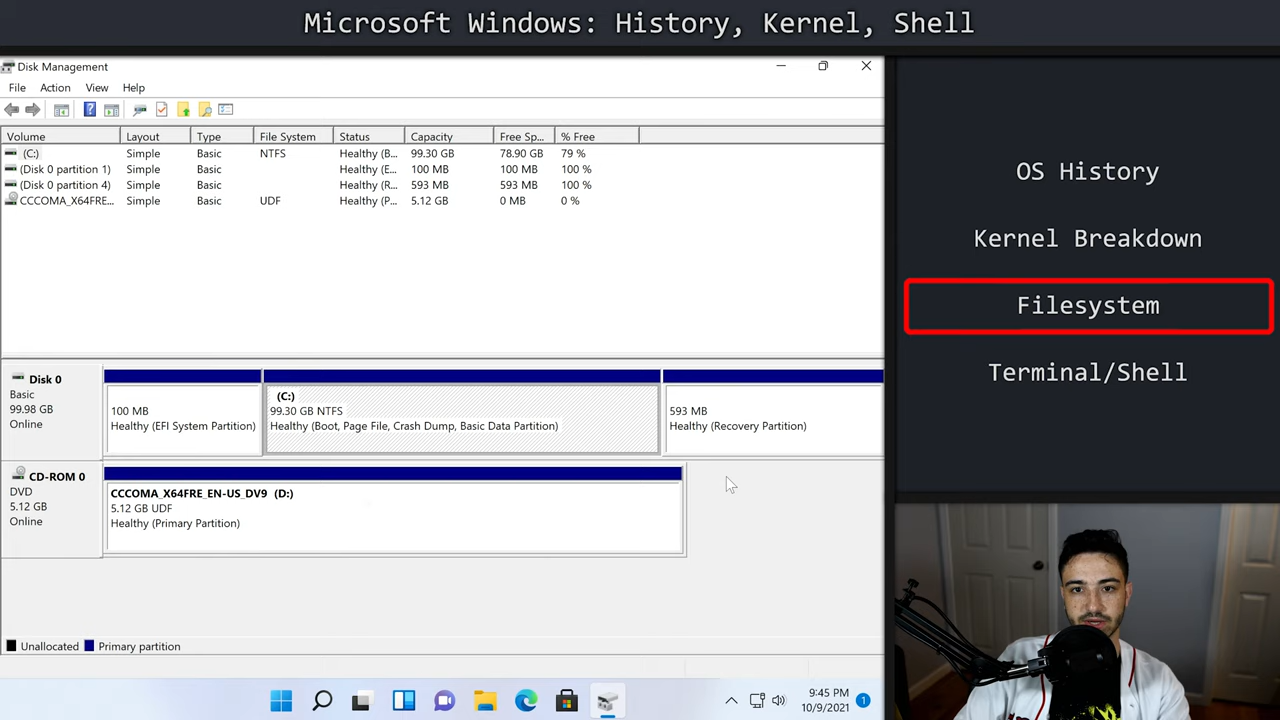 Microsoft Windows: History, Kernel, Shell
Disk Management
File Action View Help
Volume Layout Type File System Status Capacity Free Sp... % Free
(C:) Simple Basic NTFS Healthy (B... 99.30 GB 78.90 GB 79 %
(Disk 0 partition 1) Simple Basic Healthy (E... 100 MB 100 MB 100 %
(Disk 0 partition 4) Simple Basic Healthy (R... 593 MB 593 MB 100 %
CCCOMA_X64FRE... Simple Basic UDF Healthy (P... 5.12 GB 0 MB 0 %
Disk 0
Basic
99.98 GB
Online
100 MB
Healthy (EFI System Partition)
(C:)
99.30 GB NTFS
Healthy (Boot, Page File, Crash Dump, Basic Data Partition)
593 MB
Healthy (Recovery Partition)
CD-ROM 0
DVD
5.12 GB
Online
CCCOMA_X64FRE_EN-US_DV9 (D:)
5.12 GB UDF
Healthy (Primary Partition)
Unallocated Primary partition
9:45 PM
10/9/2021
1
OS History
Kernel Breakdown
Filesystem
Terminal/Shell